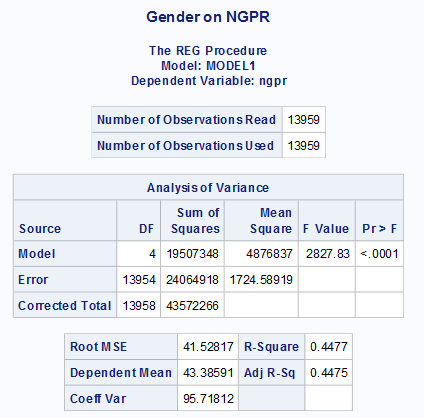 Gender on NGPR
The REG Procedure
Model: MODEL1
Dependent Variable: ngpr
Number of Observations Read 13959
Number of Observations Used 13959
Analysis of Variance
Source DF Sum of Squares Mean Square F Value Pr > F
Model 4 19507348 4876837 2827.83 <.0001
Error 13954 24064918 1724.58919
Corrected Total 13958 43572266
Root MSE 41.52817 R-Square 0.4477
Dependent Mean 43.38591 Adj R-Sq 0.4475
Coeff Var 95.71812